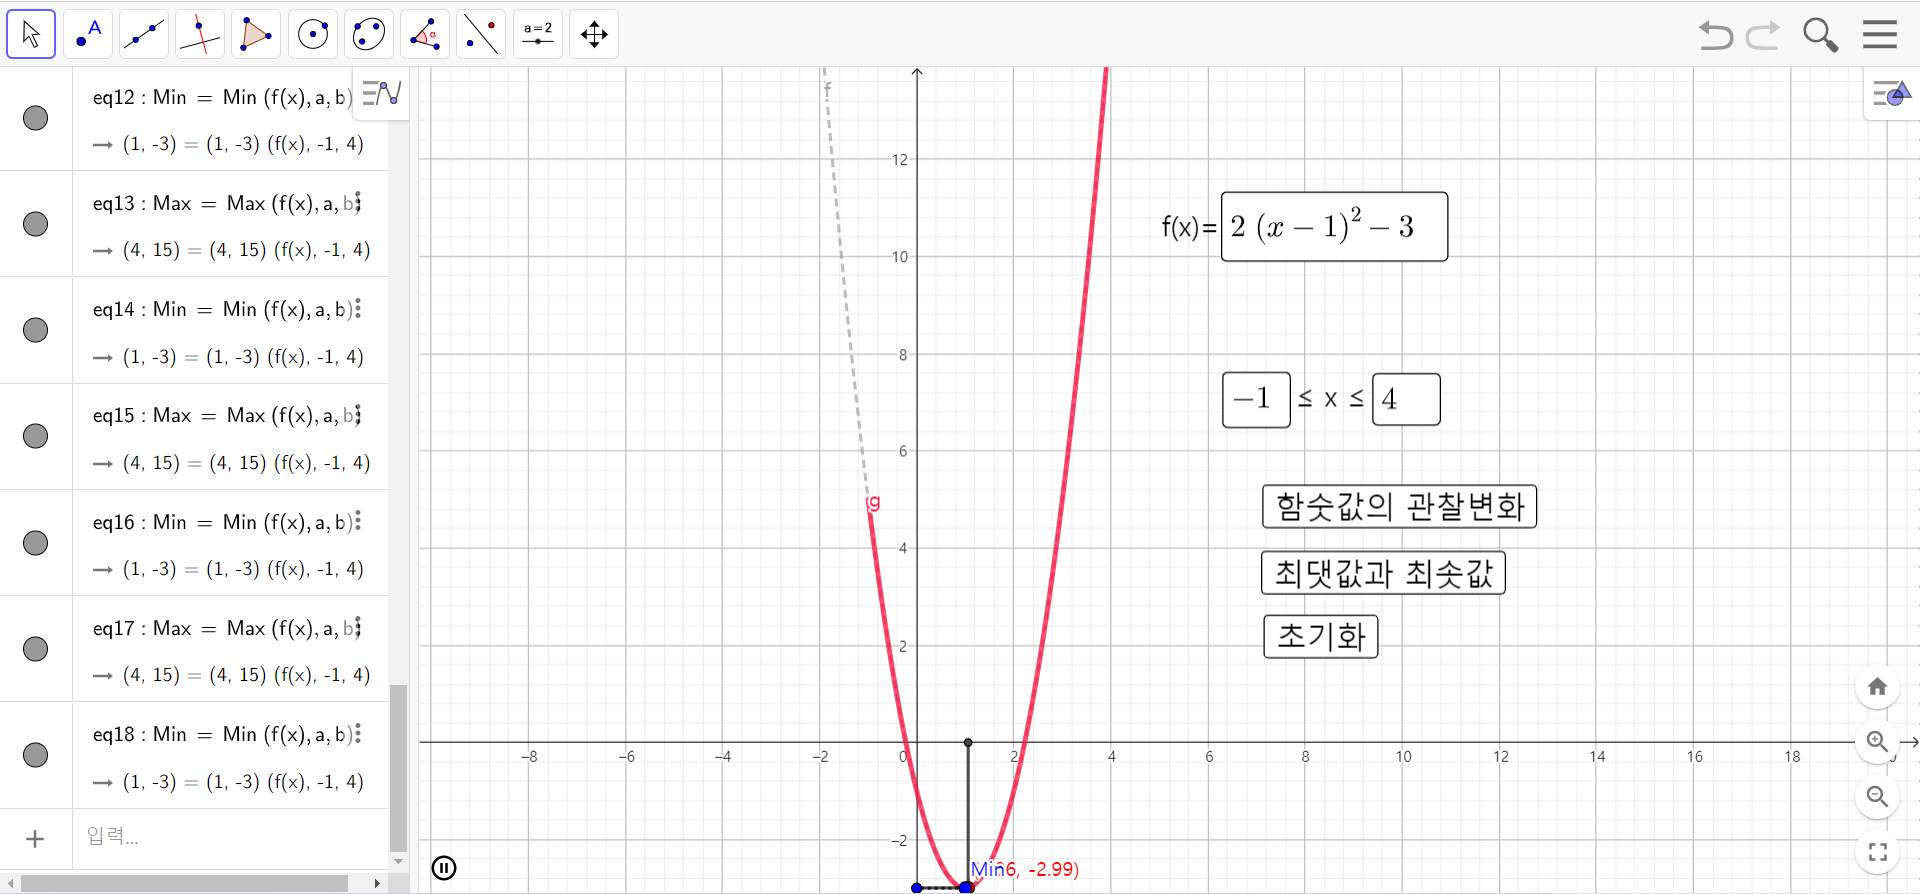 A
α
a=2
eq12 : Min = Min (f(x), a, b)
→ (1, -3) = (1, -3) (f(x), -1, 4)
eq13 : Max = Max (f(x), a, b
→ (4, 15) = (4, 15) (f(x), -1, 4)
eq14 : Min = Min (f(x), a, b)
→ (1, -3) = (1, -3) (f(x), -1, 4)
eq15 : Max = Max (f(x), a, b
→ (4, 15) = (4, 15) (f(x), -1, 4)
eq16 : Min = Min (f(x), a, b)
→ (1, -3) = (1, -3) (f(x), -1, 4)
eq17 : Max = Max (f(x), a, b
→ (4, 15) = (4, 15) (f(x), -1, 4)
eq18 : Min = Min (f(x), a, b)
→ (1, -3) = (1, -3) (f(x), -1, 4)
+ 입력...
f
12
10
8
6
g
4
2
−8 −6 −4 −2 0 2 4 6 8 10 12 14 16 18
−2
f(x)= 2 (x − 1)² − 3
−1 ≤ x ≤ 4
함숫값의 관찰변화
최댓값과 최솟값
초기화
Min
6, -2.99)